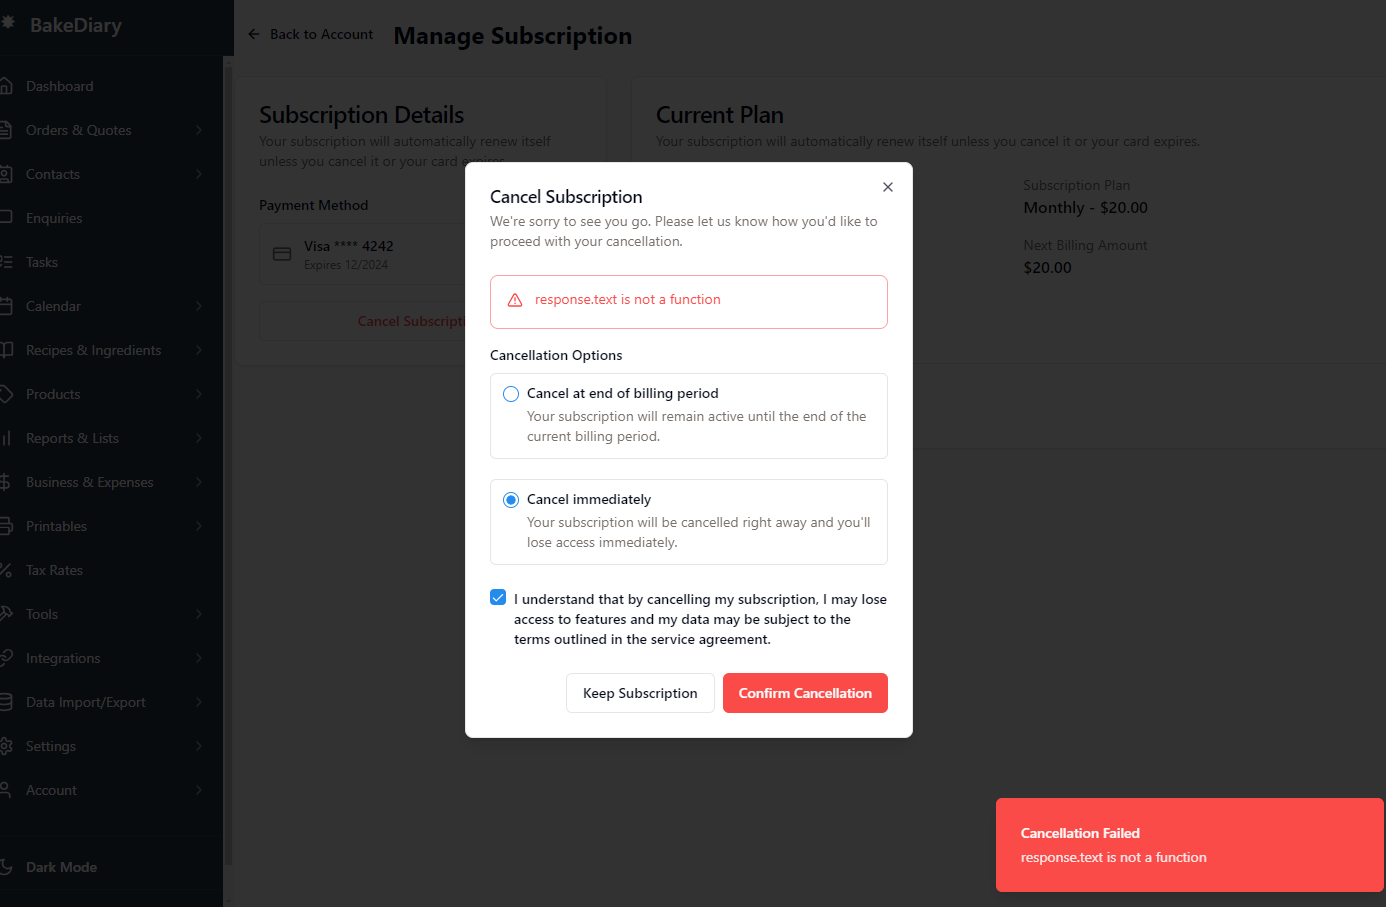 BakeDiary
Back to Account
Manage Subscription
Dashboard
Orders & Quotes
Contacts
Enquiries
Tasks
Calendar
Recipes & Ingredients
Products
Reports & Lists
Business & Expenses
Printables
Tax Rates
Tools
Integrations
Data Import/Export
Settings
Account
Dark Mode
Subscription Details
Your subscription will automatically renew itself
unless you cancel it or your card expires.
Payment Method
Visa **** 4242
Expires 12/2024
Cancel Subscripti
Current Plan
Your subscription will automatically renew itself unless you cancel it or your card expires.
Subscription Plan
Monthly - $20.00
Next Billing Amount
$20.00
Cancel Subscription
We're sorry to see you go. Please let us know how you'd like to
proceed with your cancellation.
response.text is not a function
Cancellation Options
Cancel at end of billing period
Your subscription will remain active until the end of the
current billing period.
Cancel immediately
Your subscription will be cancelled right away and you'll
lose access immediately.
I understand that by cancelling my subscription, I may lose
access to features and my data may be subject to the
terms outlined in the service agreement.
Keep Subscription
Confirm Cancellation
Cancellation Failed
response.text is not a function